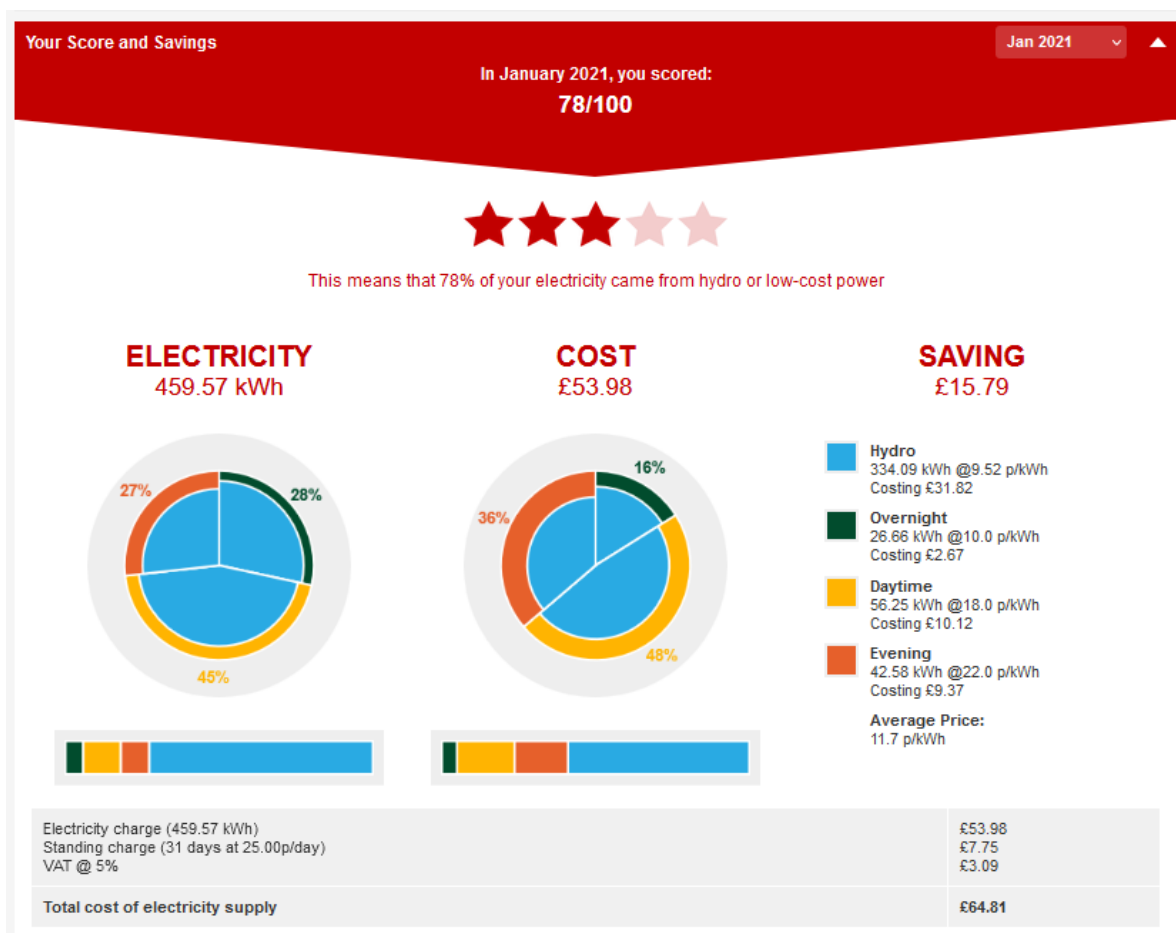 Your Score and Savings
Jan 2021
In January 2021, you scored:
78/100
This means that 78% of your electricity came from hydro or low-cost power
ELECTRICITY
459.57 kWh
27%
28%
45%
COST
£53.98
16%
36%
48%
SAVING
£15.79
Hydro
334.09 kWh @9.52 p/kWh
Costing £31.82
Overnight
26.66 kWh @10.0 p/kWh
Costing £2.67
Daytime
56.25 kWh @18.0 p/kWh
Costing £10.12
Evening
42.58 kWh @22.0 p/kWh
Costing £9.37
Average Price:
11.7 p/kWh
Electricity charge (459.57 kWh) £53.98
Standing charge (31 days at 25.00p/day) £7.75
VAT @ 5% £3.09
Total cost of electricity supply £64.81